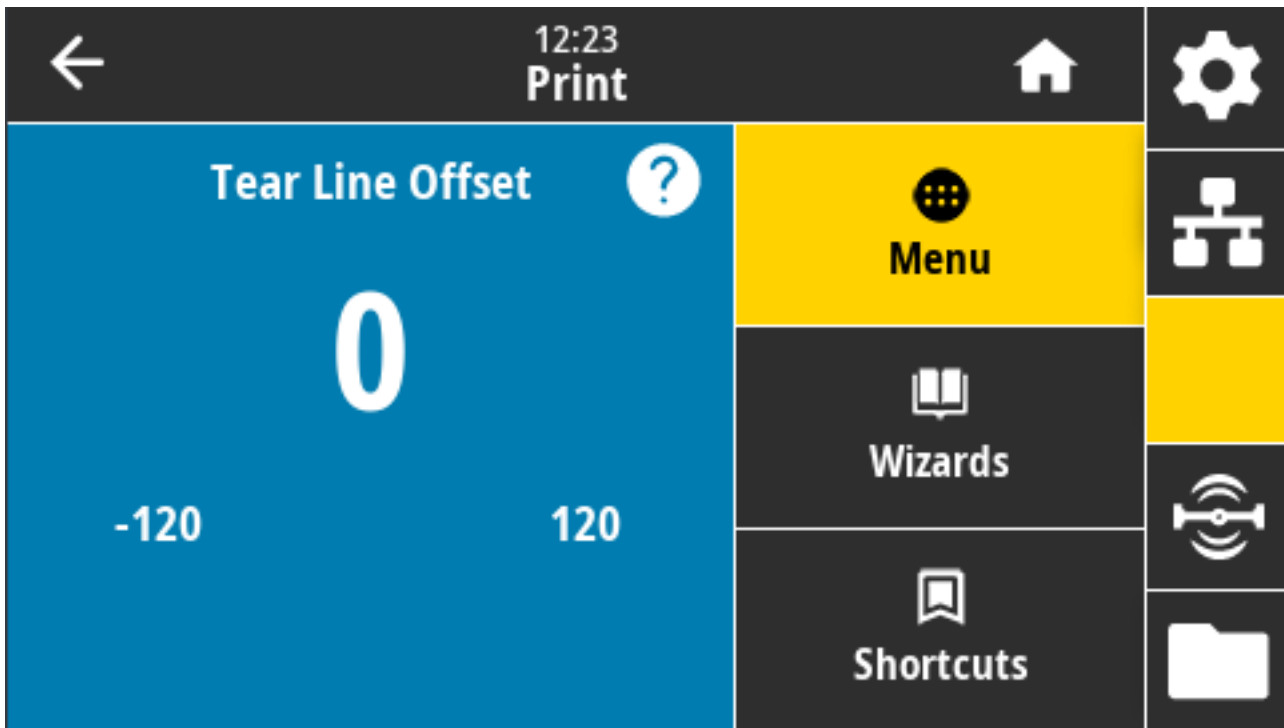 12:23
Print
Tear Line Offset
?
0
-120
120
Menu
Wizards
Shortcuts